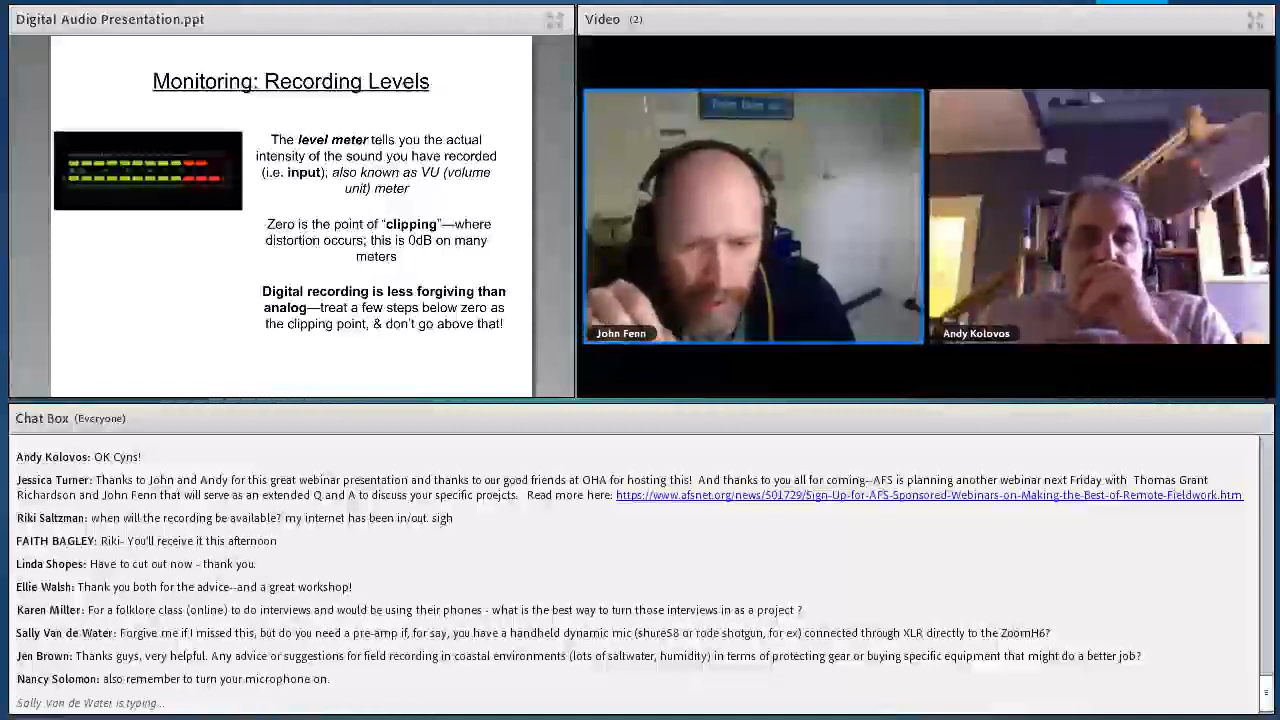 Digital Audio Presentation.ppt
Monitoring: Recording Levels
The level meter tells you the actual
intensity of the sound you have recorded
(i.e. input); also known as VU (volume
unit) meter
Zero is the point of “clipping”—where
distortion occurs; this is 0dB on many
meters
Digital recording is less forgiving than
analog—treat a few steps below zero as
the clipping point, & don't go above that!
Video (2)
John Fenn
Andy Kolovos
Chat Box (Everyone)
Andy Kolovos: OK Cyns!
Jessica Turner: Thanks to John and Andy for this great webinar presentation and thanks to our good friends at OHA for hosting this! And thanks to you all for coming--AFS is planning another webinar next Friday with Thomas Grant
Richardson and John Fenn that will serve as an extended Q and A to discuss your specific proejcts. Read more here: https://www.afsnet.org/news/501729/Sign-Up-for-AFS-Sponsored-Webinars-on-Making-the-Best-of-Remote-Fieldwork.htm
Riki Saltzman: when will the recording be available? my internet has been in/out. sigh
FAITH BAGLEY: Riki- You'll receive it this afternoon
Linda Shopes: Have to cut out now - thank you.
Ellie Walsh: Thank you both for the advice--and a great workshop!
Karen Miller: For a folklore class (online) to do interviews and would be using their phones - what is the best way to turn those interviews in as a project ?
Sally Van de Water: Forgive me if I missed this, but do you need a pre-amp if, for say, you have a handheld dynamic mic (shure58 or rode shotgun, for ex) connected through XLR directly to the ZoomH6?
Jen Brown: Thanks guys, very helpful. Any advice or suggestions for field recording in coastal environments (lots of saltwater, humidity) in terms of protecting gear or buying specific equipment that might do a better job?
Nancy Solomon: also remember to turn your microphone on.
Sally Van de Water is typing...